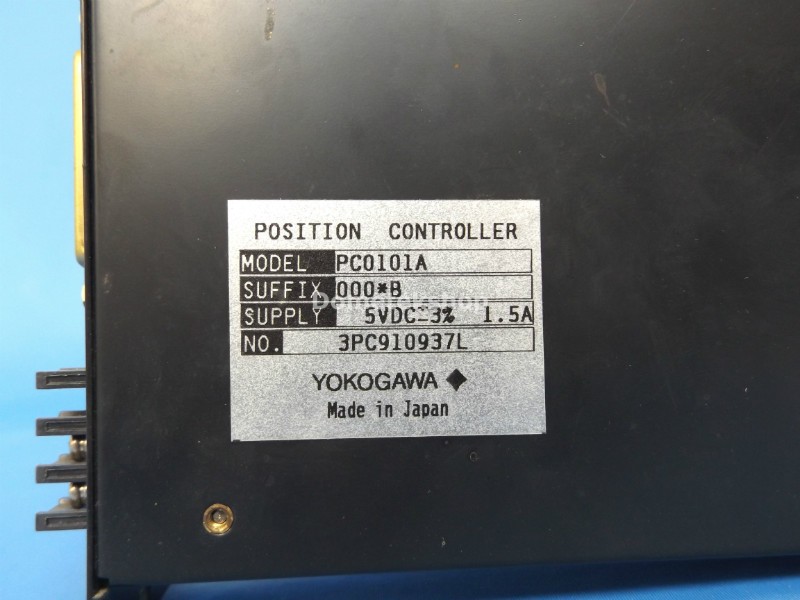 POSITION CONTROLLER
MODEL PC0101A
SUFFIX 000*B
SUPPLY 5VDC±3% 1.5A
NO. 3PC910937L
YOKOGAWA
Made in Japan